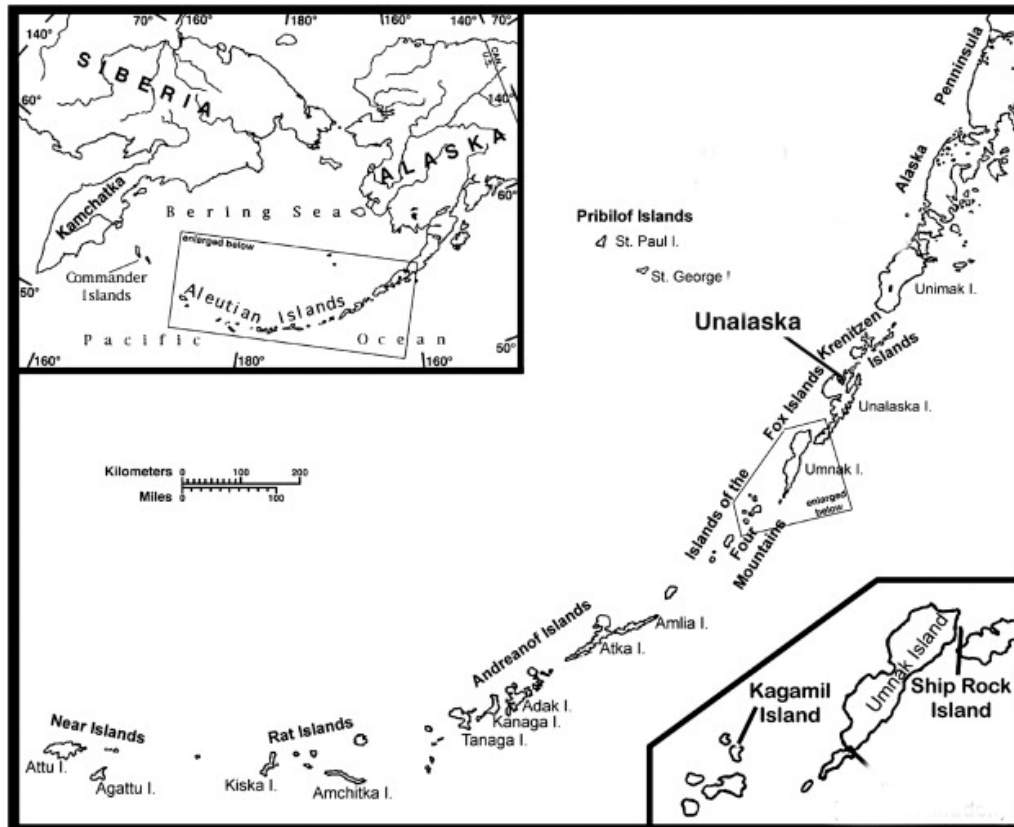 70°
160°
180°
160°
140°
70°
140°
CAN.
U.S.
SIBERIA
60°
140°
ALASKA
60°
Kamchatka
Bering Sea
enlarged below
Commander
Islands
50°
Aleutian Islands
Pacific Ocean
50°
160°
180°
160°
Penninsula
Alaska
Pribilof Islands
St. Paul I.
St. George I
Unimak I.
Unalaska
Krenitzen
Islands
Fox Islands
Unalaska I.
Umnak I.
enlarged
below
Islands of the
Four
Mountains
Kilometers 0 100 200
Miles 0 100
Amlia I.
Andreanof Islands
Atka I.
Adak I.
Kanaga I.
Tanaga I.
Near Islands
Attu I.
Agattu I.
Rat Islands
Kiska I.
Amchitka I.
Umnak Island
Ship Rock
Island
Kagamil
Island